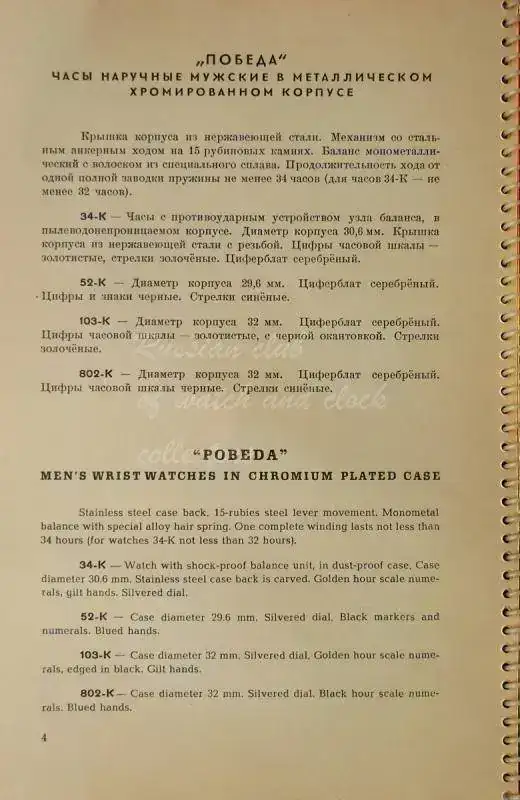 „ПОБЕДА“
ЧАСЫ НАРУЧНЫЕ МУЖСКИЕ В МЕТАЛЛИЧЕСКОМ
ХРОМИРОВАННОМ КОРПУСЕ
Крышка корпуса из нержавеющей стали. Механизм со сталь-
ным анкерным ходом на 15 рубиновых камнях. Баланс монометалли-
ческий с волоском из специального сплава. Продолжительность хода от
одной полной заводки пружины не менее 34 часов (для часов 34-К — не
менее 32 часов).
34-К — Часы с противоударным устройством узла баланса, в
пылеводонепроницаемом корпусе. Диаметр корпуса 30,6 мм. Крышка
корпуса из нержавеющей стали с резьбой. Цифры часовой шкалы —
золотистые, стрелки золочёные. Циферблат серебрёный.
52-К — Диаметр корпуса 29,6 мм. Циферблат серебрёный.
Цифры и знаки черные. Стрелки синёные.
103-К — Диаметр корпуса 32 мм. Циферблат серебрёный.
Цифры часовой шкалы — золотистые, с черной окантовкой. Стрелки
золочёные.
802-К — Диаметр корпуса 32 мм. Циферблат серебрёный.
Цифры часовой шкалы черные. Стрелки синёные.
Russian club
of watch and clock
collectors
“POBEDA”
MEN'S WRIST WATCHES IN CHROMIUM PLATED CASE
Stainless steel case back. 15-rubies steel lever movement. Monometal
balance with special alloy hair spring. One complete winding lasts not less than
34 hours (for watches 34-K not less than 32 hours).
34-K — Watch with shock-proof balance unit, in dust-proof case. Case
diameter 30.6 mm. Stainless steel case back is carved. Golden hour scale nume-
rals, gilt hands. Silvered dial.
52-K — Case diameter 29.6 mm. Silvered dial. Black markers and
numerals. Blued hands.
103-K — Case diameter 32 mm. Silvered dial. Golden hour scale nume-
rals, edged in black. Gilt hands.
802-K — Case diameter 32 mm. Silvered dial. Black hour scale nume-
rals. Blued hands.
4